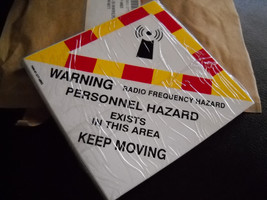 WARNING RADIO FREQUENCY HAZARD
PERSONNEL HAZARD
EXISTS
IN THIS AREA
KEEP MOVING